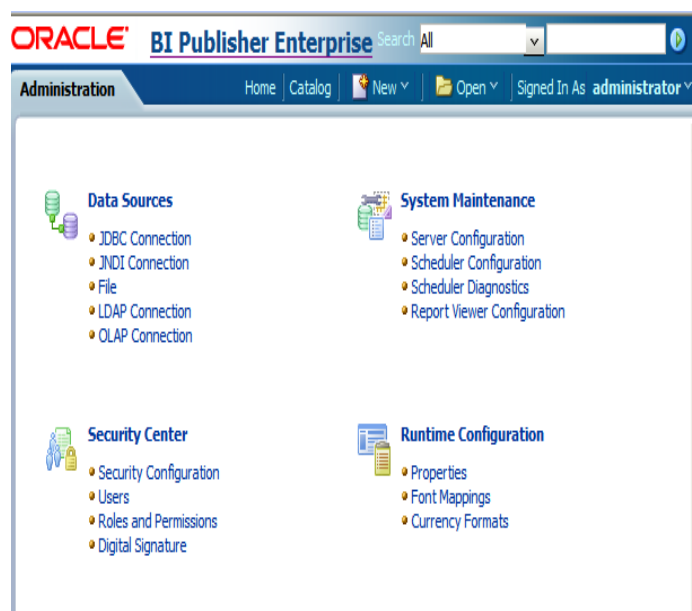 ORACLE BI Publisher Enterprise Search All
Administration Home Catalog New Open Signed In As administrator
Data Sources
JDBC Connection
JNDI Connection
File
LDAP Connection
OLAP Connection
System Maintenance
Server Configuration
Scheduler Configuration
Scheduler Diagnostics
Report Viewer Configuration
Security Center
Security Configuration
Users
Roles and Permissions
Digital Signature
Runtime Configuration
Properties
Font Mappings
Currency Formats